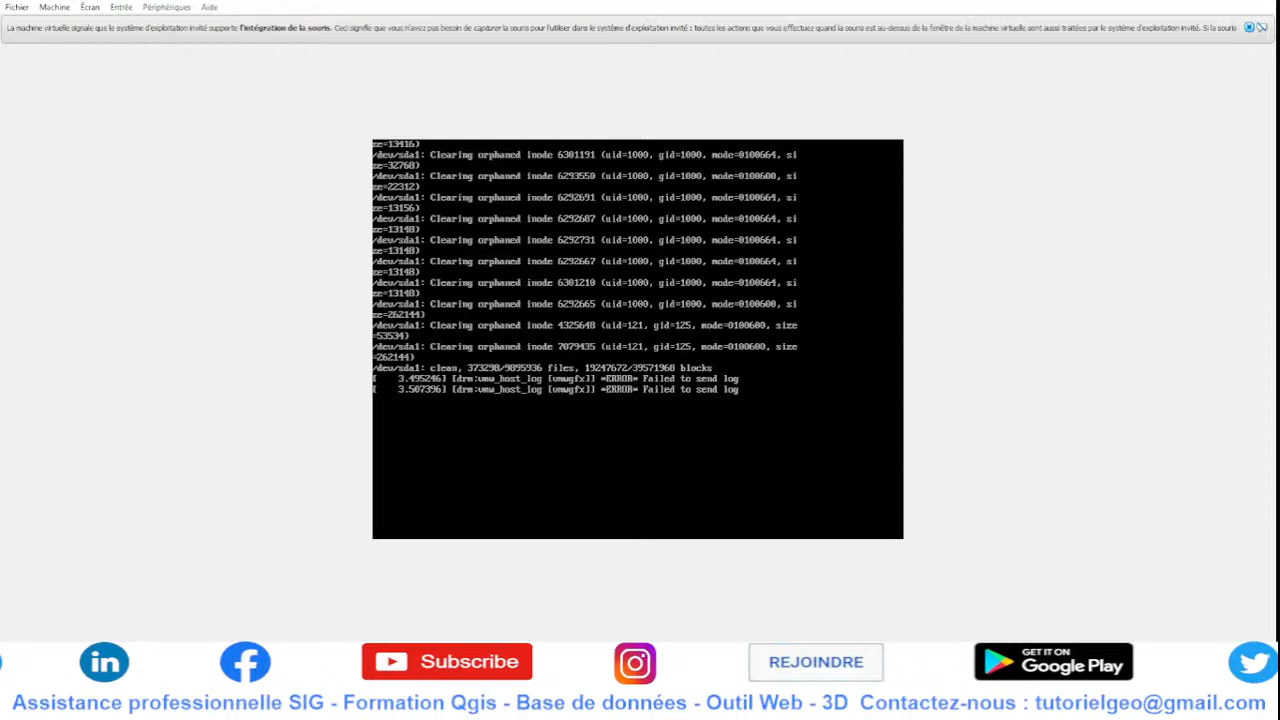 Fichier Machine Écran Entrée Périphériques Aide
La machine virtuelle signale que le système d'exploitation invité supporte l'intégration de la souris. Ceci signifie que vous n'avez pas besoin de capturer la souris pour l'utiliser dans le système d'exploitation invité : toutes les actions que vous effectuez quand la souris est au-dessus de la fenêtre de la machine virtuelle sont aussi traitées par le système d'exploitation invité. Si la souris
ze=13416)
/dev/sda1: Clearing orphaned inode 6301191 (uid=1000, gid=1000, mode=0100664, si
ze=32768)
/dev/sda1: Clearing orphaned inode 6293550 (uid=1000, gid=1000, mode=0100600, si
ze=22312)
/dev/sda1: Clearing orphaned inode 6292691 (uid=1000, gid=1000, mode=0100664, si
ze=13156)
/dev/sda1: Clearing orphaned inode 6292687 (uid=1000, gid=1000, mode=0100664, si
ze=13148)
/dev/sda1: Clearing orphaned inode 6292731 (uid=1000, gid=1000, mode=0100664, si
ze=13148)
/dev/sda1: Clearing orphaned inode 6292667 (uid=1000, gid=1000, mode=0100664, si
ze=13148)
/dev/sda1: Clearing orphaned inode 6301210 (uid=1000, gid=1000, mode=0100664, si
ze=13148)
/dev/sda1: Clearing orphaned inode 6292665 (uid=1000, gid=1000, mode=0100600, si
ze=262144)
/dev/sda1: Clearing orphaned inode 4325648 (uid=121, gid=125, mode=0100600, size
=53534)
/dev/sda1: Clearing orphaned inode 7079435 (uid=121, gid=125, mode=0100600, size
=262144)
/dev/sda1: clean, 373298/9895936 files, 19247672/39571968 blocks
[ 3.495246] [drm:vmw_host_log [vmwgfx]] *ERROR* Failed to send log
[ 3.507396] [drm:vmw_host_log [vmwgfx]] *ERROR* Failed to send log
in
Subscribe
REJOINDRE
GET IT ON
Google Play
Assistance professionnelle SIG - Formation Qgis - Base de données - Outil Web - 3D Contactez-nous : tutorielgeo@gmail.com